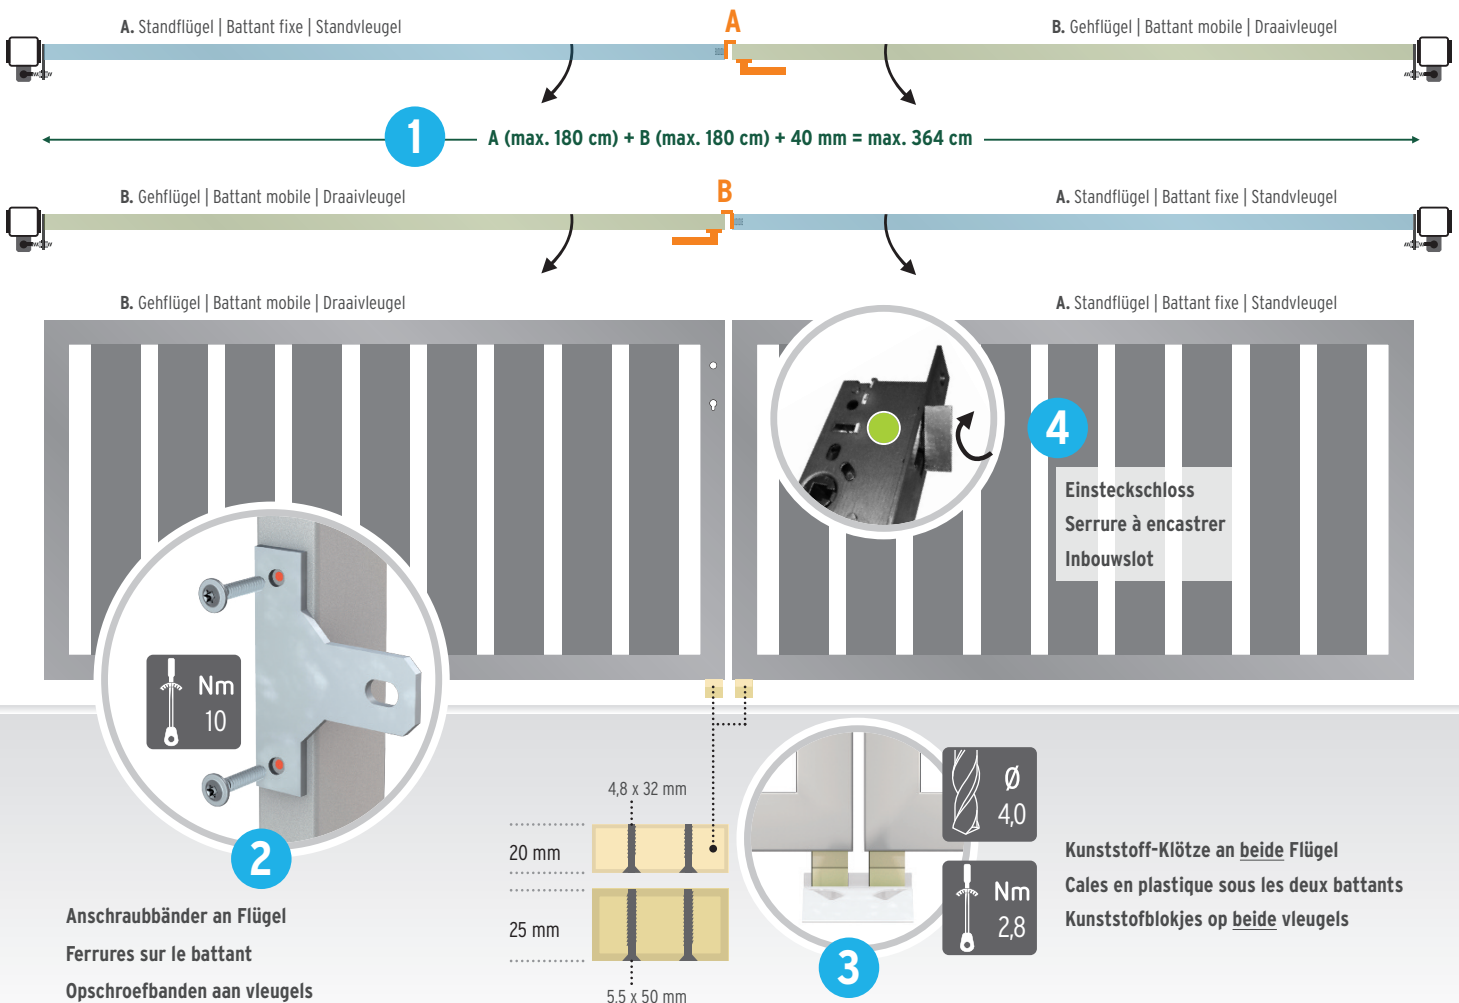 A. Standflügel | Battant fixe | Standvleugel
A
B. Gehflügel | Battant mobile | Draaivleugel
1
A (max. 180 cm) + B (max. 180 cm) + 40 mm = max. 364 cm
B. Gehflügel | Battant mobile | Draaivleugel
B
A. Standflügel | Battant fixe | Standvleugel
B. Gehflügel | Battant mobile | Draaivleugel
A. Standflügel | Battant fixe | Standvleugel
4
Einsteckschloss
Serrure à encastrer
Inbouwslot
Nm
10
2
Anschraubbänder an Flügel
Ferrures sur le battant
Opschroefbanden aan vleugels
4,8 x 32 mm
20 mm
25 mm
5,5 x 50 mm
Ø
4,0
Nm
2,8
3
Kunststoff-Klötze an beide Flügel
Cales en plastique sous les deux battants
Kunststofblokjes op beide vleugels